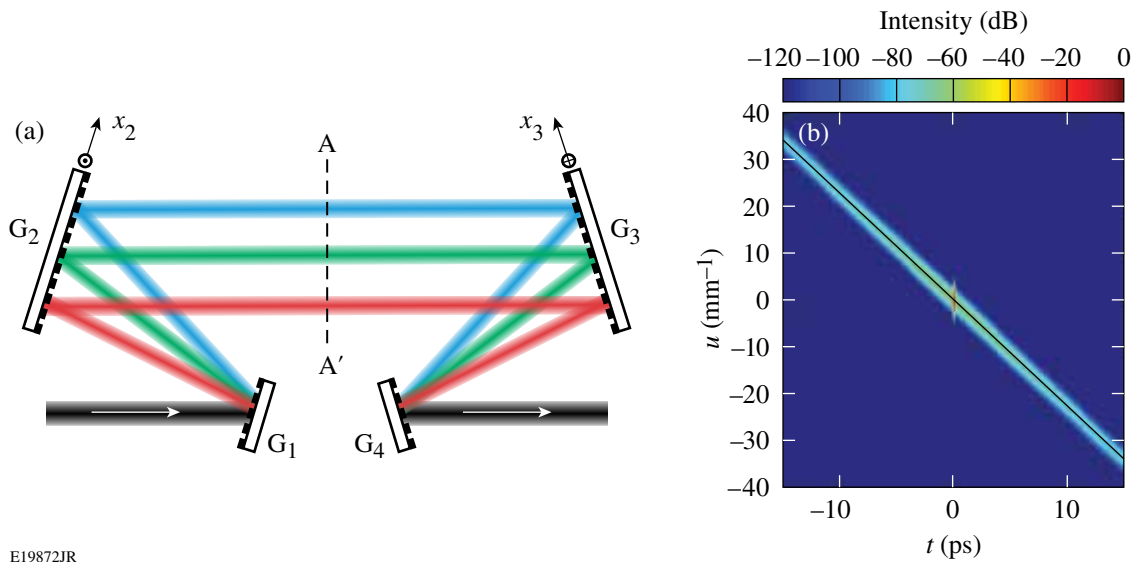 (a)
x2
x3
A
G2
G3
A′
G1
G4
E19872JR
Intensity (dB)
−120 −100 −80 −60 −40 −20 0
(b)
40
30
20
10
0
−10
−20
−30
−40
u (mm−1)
−10 0 10
t (ps)